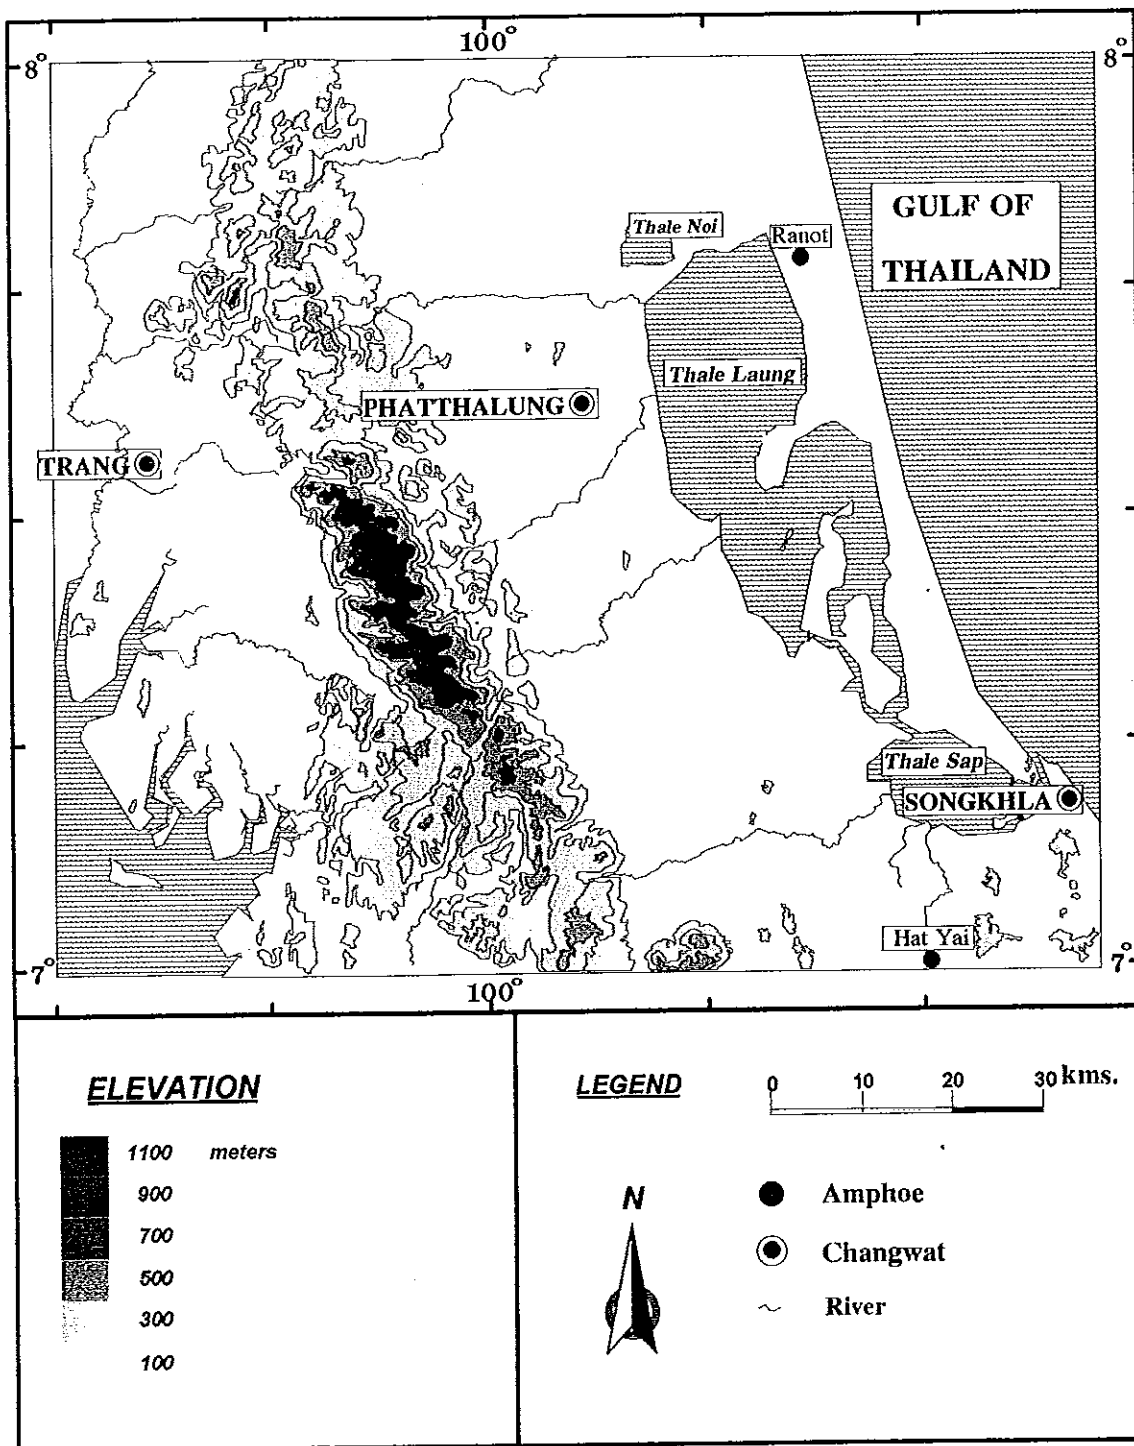 100°
8°
8°
GULF OF
THAILAND
Thale Noi
Ranot
Thale Laung
PHATTHALUNG
TRANG
Thale Sap
SONGKHLA
Hat Yai
7°
7°
100°
ELEVATION
1100 meters
900
700
500
300
100
LEGEND
0 10 20 30 kms.
N
Amphoe
Changwat
River